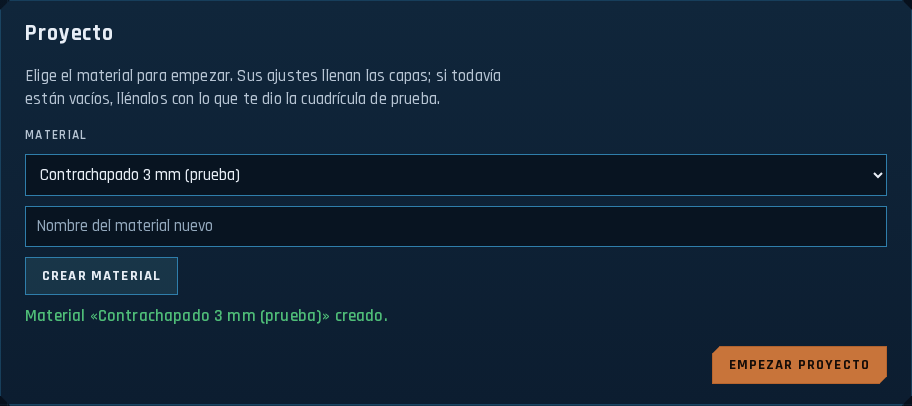 Proyecto
Elige el material para empezar. Sus ajustes llenan las capas; si todavía
están vacíos, llénalos con lo que te dio la cuadrícula de prueba.
MATERIAL
Contrachapado 3 mm (prueba)
Nombre del material nuevo
CREAR MATERIAL
Material «Contrachapado 3 mm (prueba)» creado.
EMPEZAR PROYECTO